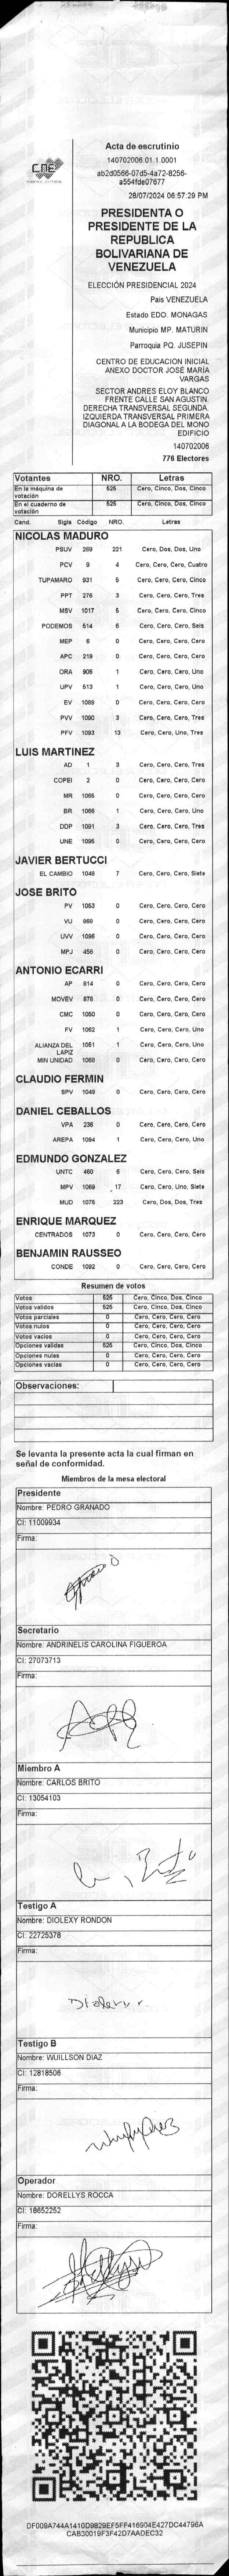 CNE
Acta de escrutinio
140702006.01.1.0001
ab2d0566-07d5-4a72-8256-
a554fde07677
28/07/2024 06:57:29 PM
PRESIDENTA O
PRESIDENTE DE LA
REPUBLICA
BOLIVARIANA DE
VENEZUELA
ELECCIÓN PRESIDENCIAL 2024
Pais VENEZUELA
Estado EDO. MONAGAS
Municipio MP. MATURIN
Parroquia PQ. JUSEPIN
CENTRO DE EDUCACION INICIAL
ANEXO DOCTOR JOSÉ MARÍA
VARGAS
SECTOR ANDRES ELOY BLANCO
FRENTE CALLE SAN AGUSTIN.
DERECHA TRANSVERSAL SEGUNDA.
IZQUIERDA TRANSVERSAL PRIMERA
DIAGONAL A LA BODEGA DEL MONO
EDIFICIO
140702006
776 Electores
Votantes NRO. Letras
En la máquina de votación 525 Cero, Cinco, Dos, Cinco
En el cuaderno de votación 525 Cero, Cinco, Dos, Cinco
Cand. Sigla Código NRO. Letras
NICOLAS MADURO
PSUV 269 221 Cero, Dos, Dos, Uno
PCV 9 4 Cero, Cero, Cero, Cuatro
TUPAMARO 931 5 Cero, Cero, Cero, Cinco
PPT 276 3 Cero, Cero, Cero, Tres
MSV 1017 5 Cero, Cero, Cero, Cinco
PODEMOS 514 6 Cero, Cero, Cero, Seis
MEP 6 0 Cero, Cero, Cero, Cero
APC 219 0 Cero, Cero, Cero, Cero
ORA 906 1 Cero, Cero, Cero, Uno
UPV 513 1 Cero, Cero, Cero, Uno
EV 1089 0 Cero, Cero, Cero, Cero
PVV 1090 3 Cero, Cero, Cero, Tres
PFV 1093 13 Cero, Cero, Uno, Tres
LUIS MARTINEZ
AD 1 3 Cero, Cero, Cero, Tres
COPEI 2 0 Cero, Cero, Cero, Cero
MR 1065 0 Cero, Cero, Cero, Cero
BR 1066 1 Cero, Cero, Cero, Uno
DDP 1091 3 Cero, Cero, Cero, Tres
UNE 1095 0 Cero, Cero, Cero, Cero
JAVIER BERTUCCI
EL CAMBIO 1048 7 Cero, Cero, Cero, Siete
JOSE BRITO
PV 1053 0 Cero, Cero, Cero, Cero
VU 868 0 Cero, Cero, Cero, Cero
UVV 1096 0 Cero, Cero, Cero, Cero
MPJ 458 0 Cero, Cero, Cero, Cero
ANTONIO ECARRI
AP 814 0 Cero, Cero, Cero, Cero
MOVEV 878 0 Cero, Cero, Cero, Cero
CMC 1050 0 Cero, Cero, Cero, Cero
FV 1062 1 Cero, Cero, Cero, Uno
ALIANZA DEL LAPIZ 1051 1 Cero, Cero, Cero, Uno
MIN UNIDAD 1058 0 Cero, Cero, Cero, Cero
CLAUDIO FERMIN
SPV 1049 0 Cero, Cero, Cero, Cero
DANIEL CEBALLOS
VPA 236 0 Cero, Cero, Cero, Cero
AREPA 1094 1 Cero, Cero, Cero, Uno
EDMUNDO GONZALEZ
UNTC 460 6 Cero, Cero, Cero, Seis
MPV 1069 17 Cero, Cero, Uno, Siete
MUD 1075 223 Cero, Dos, Dos, Tres
ENRIQUE MARQUEZ
CENTRADOS 1073 0 Cero, Cero, Cero, Cero
BENJAMIN RAUSSEO
CONDE 1092 0 Cero, Cero, Cero, Cero
Resumen de votos
Votos 525 Cero, Cinco, Dos, Cinco
Votos validos 525 Cero, Cinco, Dos, Cinco
Votos parciales 0 Cero, Cero, Cero, Cero
Votos nulos 0 Cero, Cero, Cero, Cero
Votos vacios 0 Cero, Cero, Cero, Cero
Opciones validas 525 Cero, Cinco, Dos, Cinco
Opciones nulas 0 Cero, Cero, Cero, Cero
Opciones vacias 0 Cero, Cero, Cero, Cero
Observaciones:
Se levanta la presente acta la cual firman en
señal de conformidad.
Miembros de la mesa electoral
Presidente
Nombre: PEDRO GRANADO
CI: 11009934
Firma:
Secretario
Nombre: ANDRINELIS CAROLINA FIGUEROA
CI: 27073713
Firma:
Miembro A
Nombre: CARLOS BRITO
CI: 13054103
Firma:
Testigo A
Nombre: DIOLEXY RONDON
CI: 22725378
Firma:
Testigo B
Nombre: WUILLSON DIAZ
CI: 12818506
Firma:
Operador
Nombre: DORELLYS ROCCA
CI: 18652252
Firma:
DF009A744A1410D9829EF5FF416904E427DC44796A
CAB30019F3F42D7AADEC32